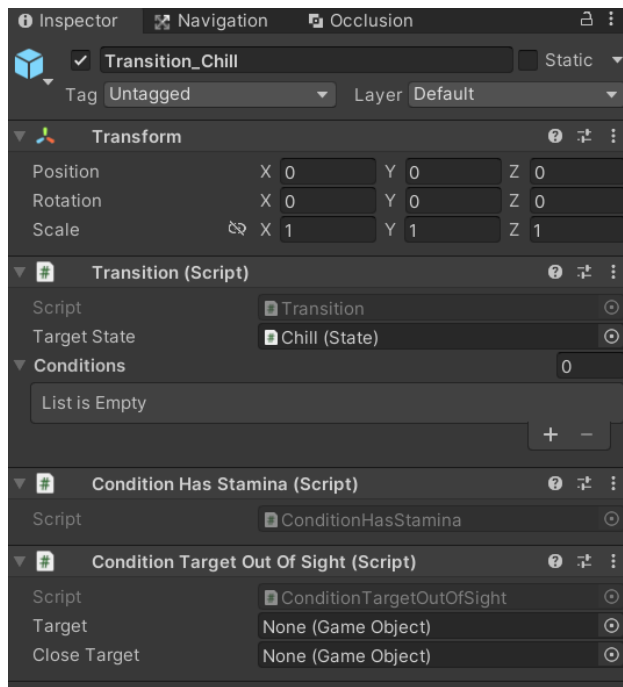 Inspector Navigation Occlusion
Transition_Chill Static
Tag Untagged Layer Default
Transform
Position X 0 Y 0 Z 0
Rotation X 0 Y 0 Z 0
Scale X 1 Y 1 Z 1
Transition (Script)
Script Transition
Target State Chill (State)
Conditions 0
List is Empty
Condition Has Stamina (Script)
Script ConditionHasStamina
Condition Target Out Of Sight (Script)
Script ConditionTargetOutOfSight
Target None (Game Object)
Close Target None (Game Object)